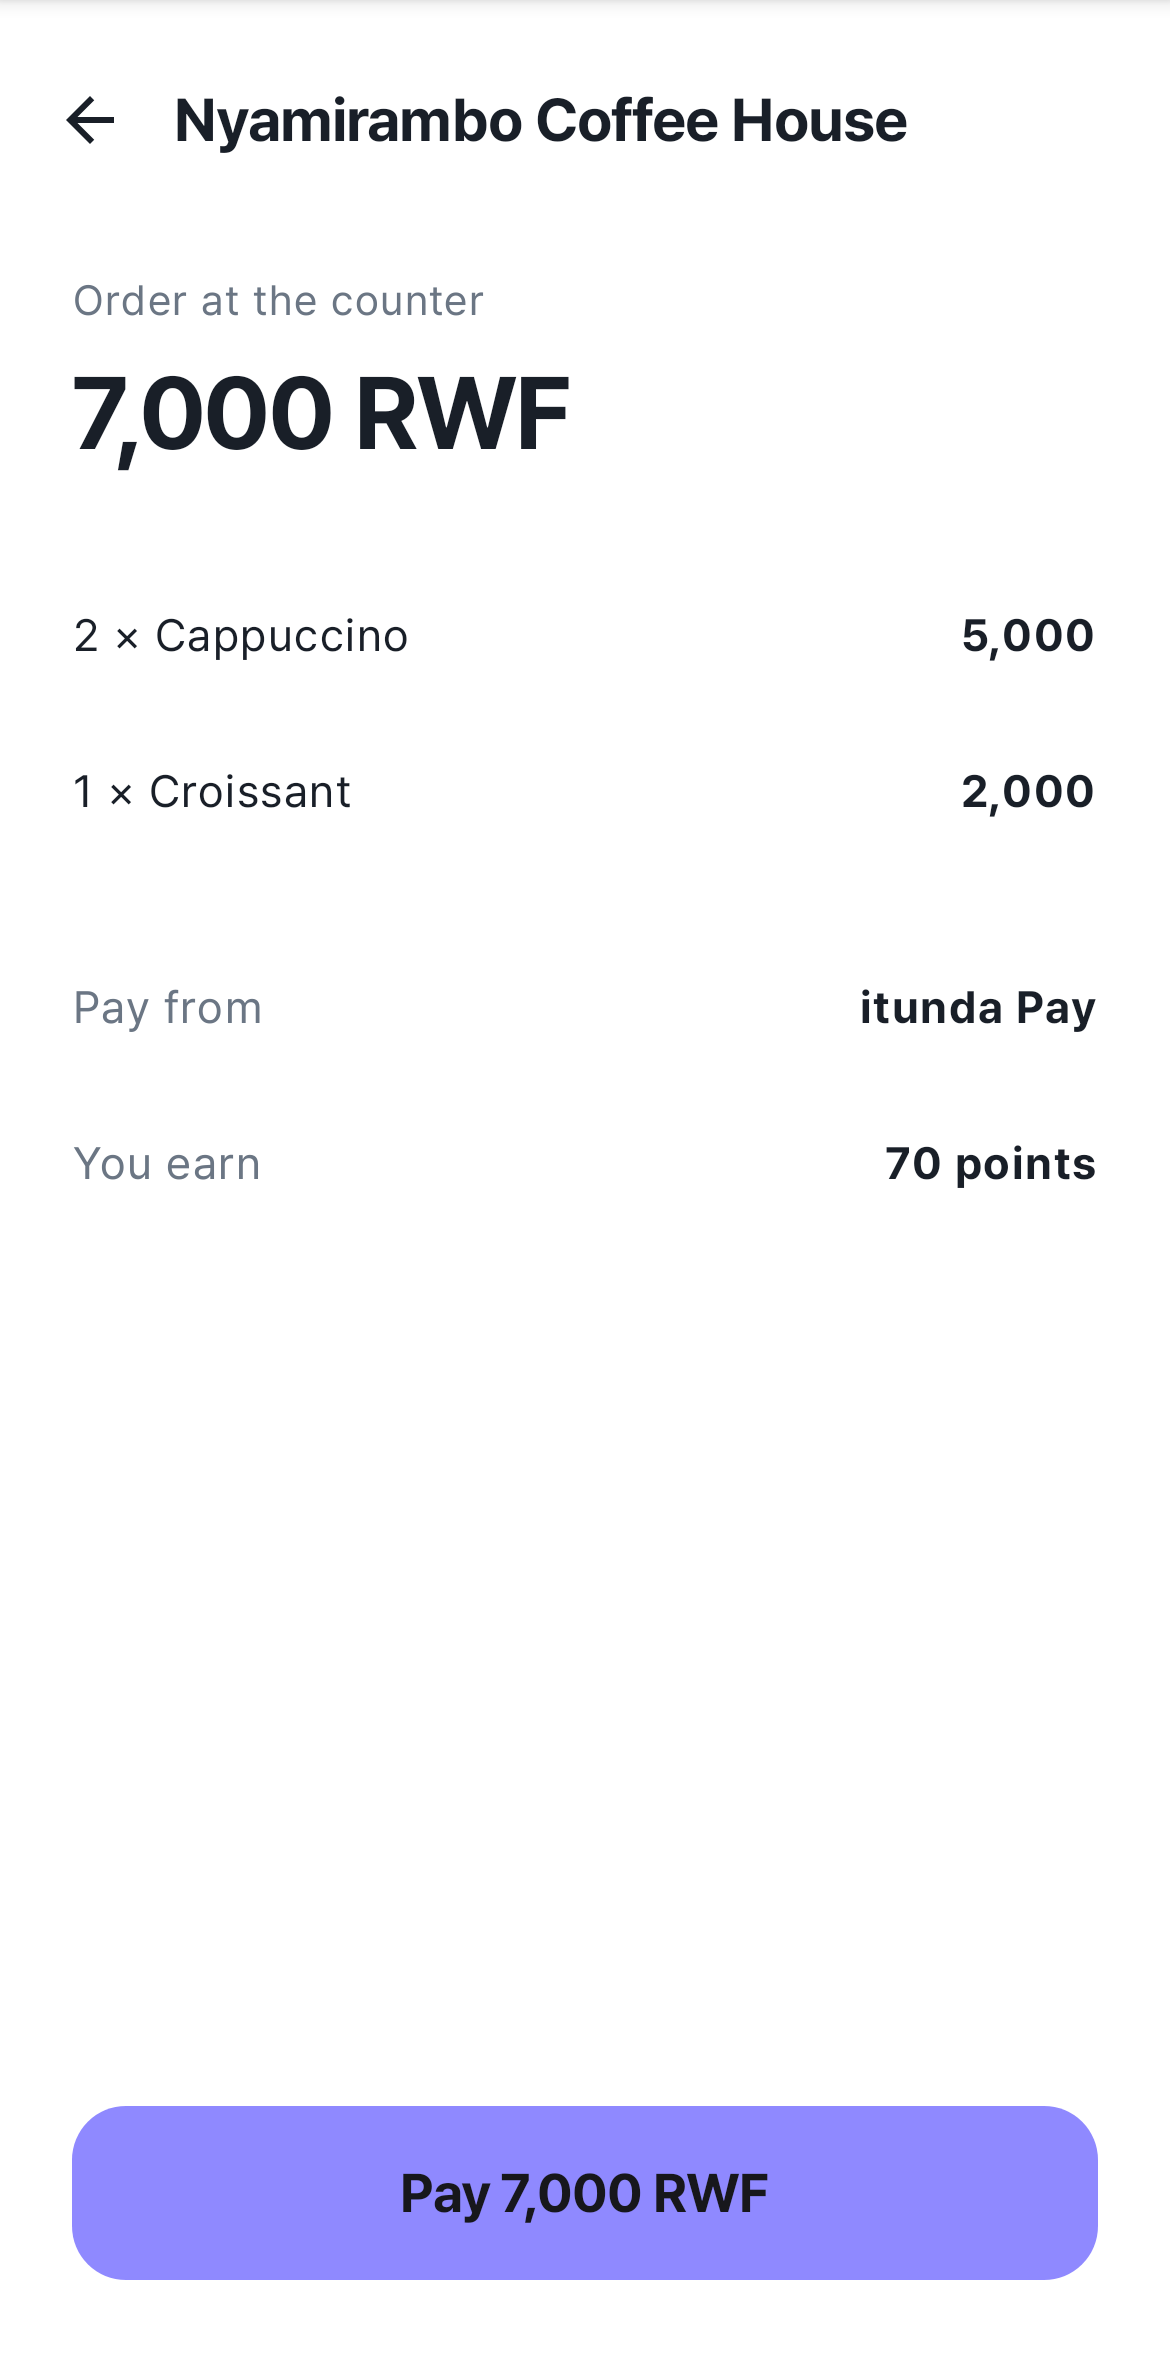 Nyamirambo Coffee House
Order at the counter
7,000 RWF
2 × Cappuccino 5,000
1 × Croissant 2,000
Pay from itunda Pay
You earn 70 points
Pay 7,000 RWF